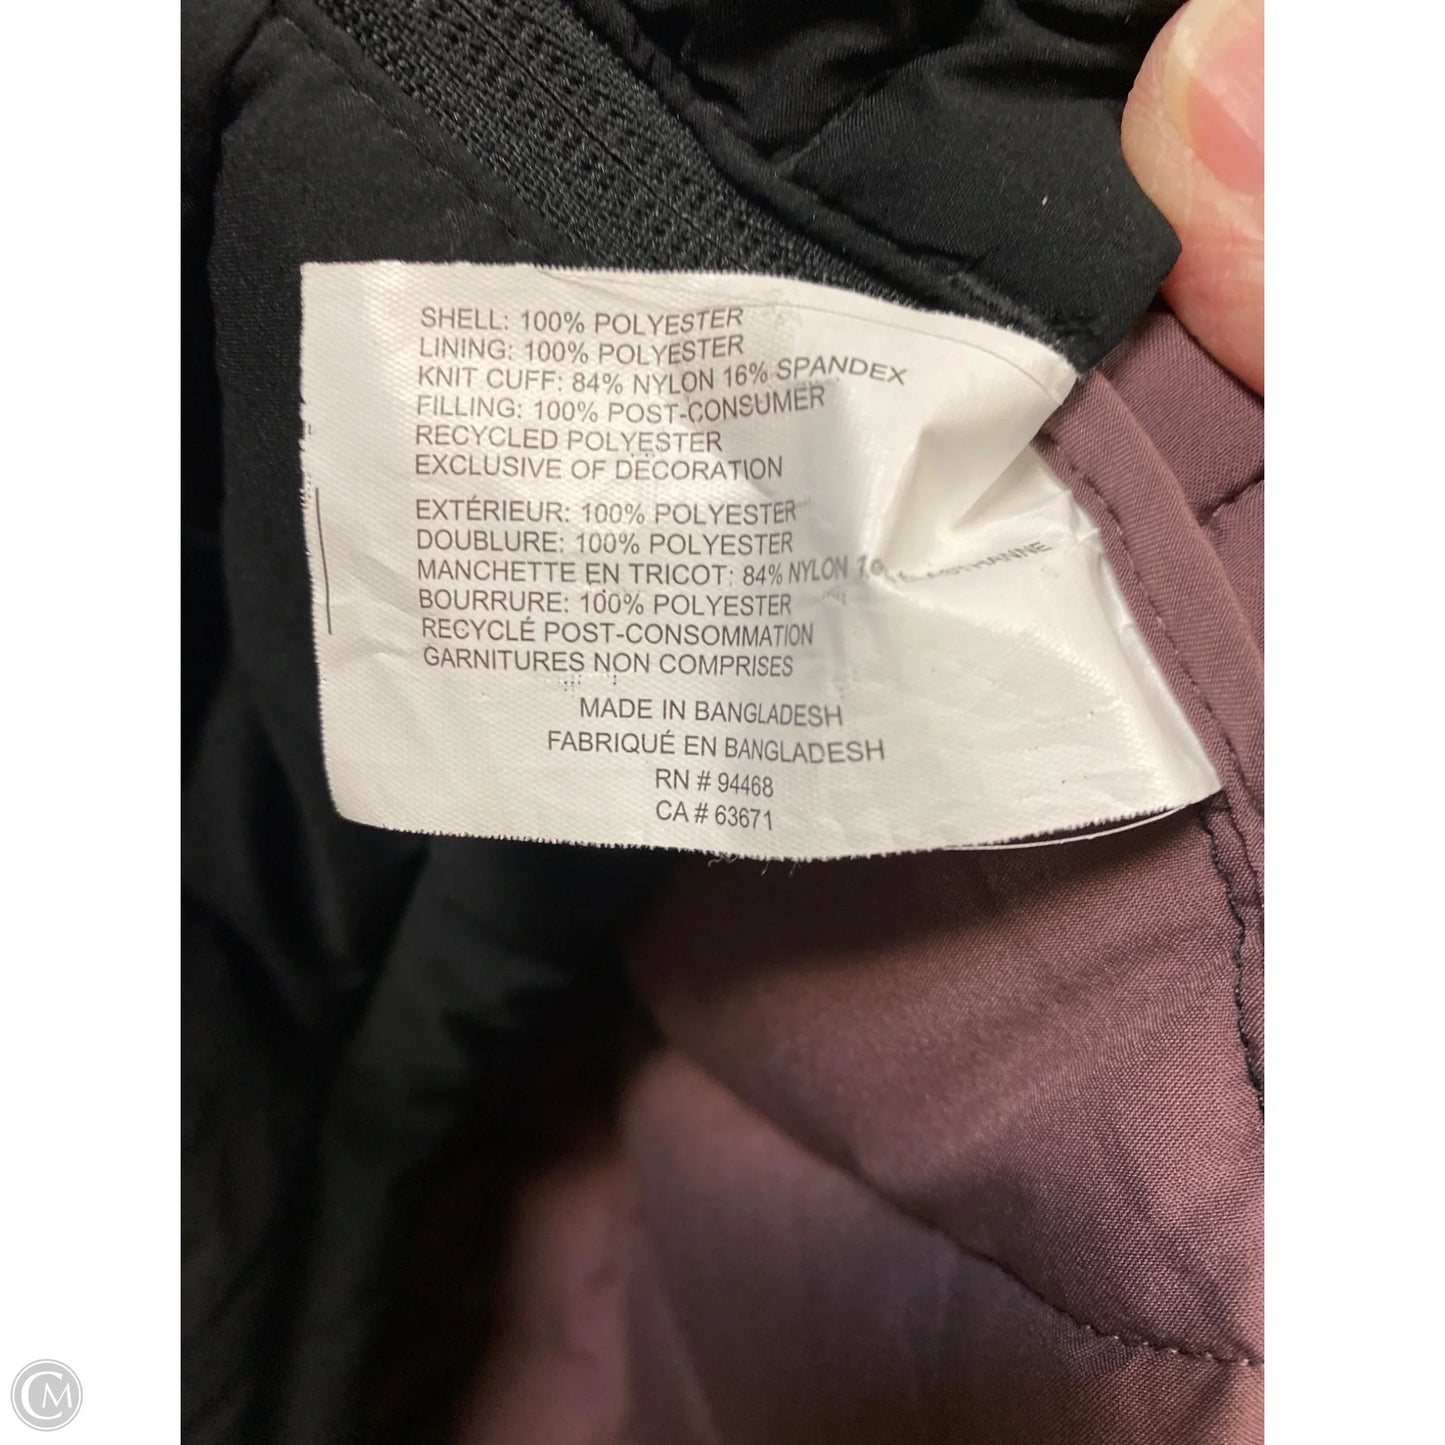 SHELL: 100% POLYESTER
LINING: 100% POLYESTER
KNIT CUFF: 84% NYLON 16% SPANDEX
FILLING: 100% POST-CONSUMER
RECYCLED POLYESTER
EXCLUSIVE OF DECORATION
EXTÉRIEUR: 100% POLYESTER
DOUBLURE: 100% POLYESTER
MANCHETTE EN TRICOT: 84% NYLON
BOURRURE: 100% POLYESTER
RECYCLÉ POST-CONSOMMATION
GARNITURES NON COMPRISES
MADE IN BANGLADESH
FABRIQUÉ EN BANGLADESH
RN # 94468
CA # 63671
CM